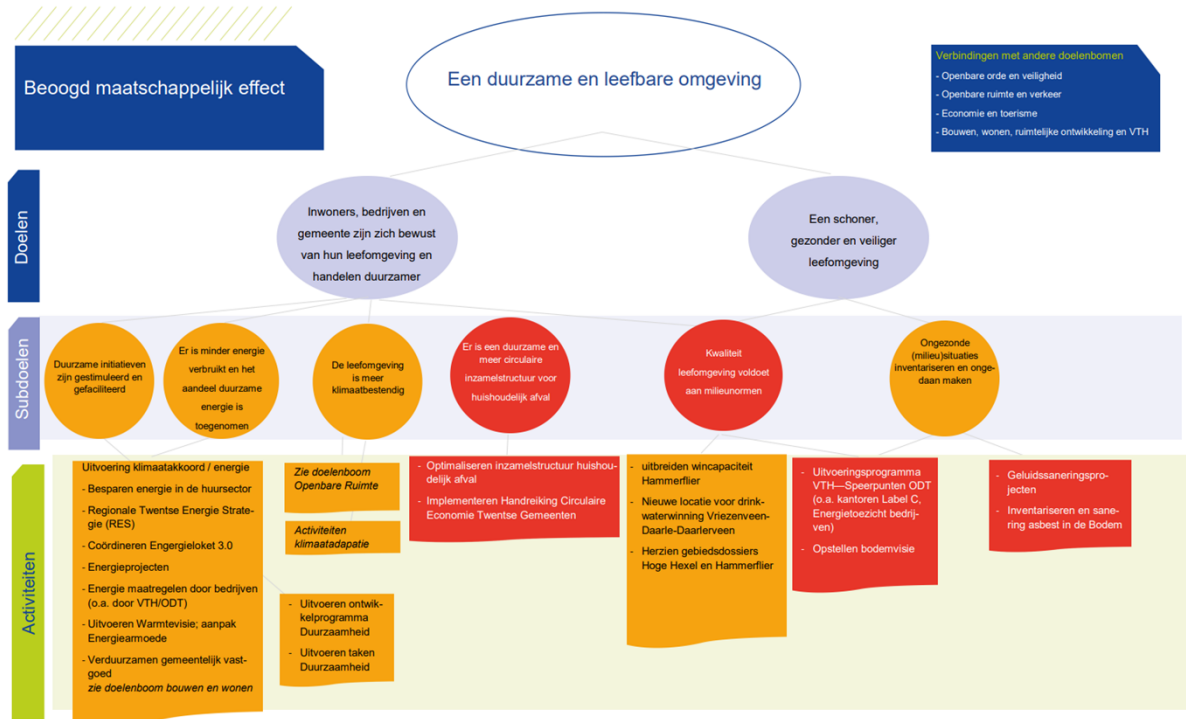 Beoogd maatschappelijk effect
Een duurzame en leefbare omgeving
Verbindingen met andere doelenbomen
- Openbare orde en veiligheid
- Openbare ruimte en verkeer
- Economie en toerisme
- Bouwen, wonen, ruimtelijke ontwikkeling en VTH
Doelen
Inwoners, bedrijven en
gemeente zijn zich bewust
van hun leefomgeving en
handelen duurzamer
Een schoner,
gezonder en veiliger
leefomgeving
Subdoelen
Duurzame initiatieven
zijn gestimuleerd en
gefaciliteerd
Er is minder energie
verbruikt en het
aandeel duurzame
energie is
toegenomen
De leefomgeving
is meer
klimaatbestendig
Er is een duurzame en
meer circulaire
inzamelstructuur voor
huishoudelijk afval
Kwaliteit
leefomgeving voldoet
aan milieunormen
Ongezonde
(milieu)situaties
inventariseren en onge-
daan maken
Activiteiten
Uitvoering klimaatakkoord / energie
- Besparen energie in de huursector
- Regionale Twentse Energie Strate-
gie (RES)
- Coördineren Engergieloket 3.0
- Energieprojecten
- Energie maatregelen door bedrijven
(o.a. door VTH/ODT)
- Uitvoeren Warmtevisie; aanpak
Energiearmoede
- Verduurzamen gemeentelijk vast-
goed
zie doelenboom bouwen en wonen
Zie doelenboom
Openbare Ruimte
Activiteiten
klimaatadapatie
- Uitvoeren ontwik-
kelprogramma
Duurzaamheid
- Uitvoeren taken
Duurzaamheid
- Optimaliseren inzamelstructuur huishou-
delijk afval
- Implementeren Handreiking Circulaire
Economie Twentse Gemeenten
- uitbreiden wincapaciteit
Hammerflier
- Nieuwe locatie voor drink-
waterwinning Vriezenveen-
Daarle-Daarlerveen
- Herzien gebiedsdossiers
Hoge Hexel en Hammerflier
- Uitvoeringsprogramma
VTH—Speerpunten ODT
(o.a. kantoren Label C,
Energietoezicht bedrij-
ven)
- Opstellen bodemvisie
- Geluidssaneringspro-
jecten
- Inventariseren en sane-
ring asbest in de Bodem